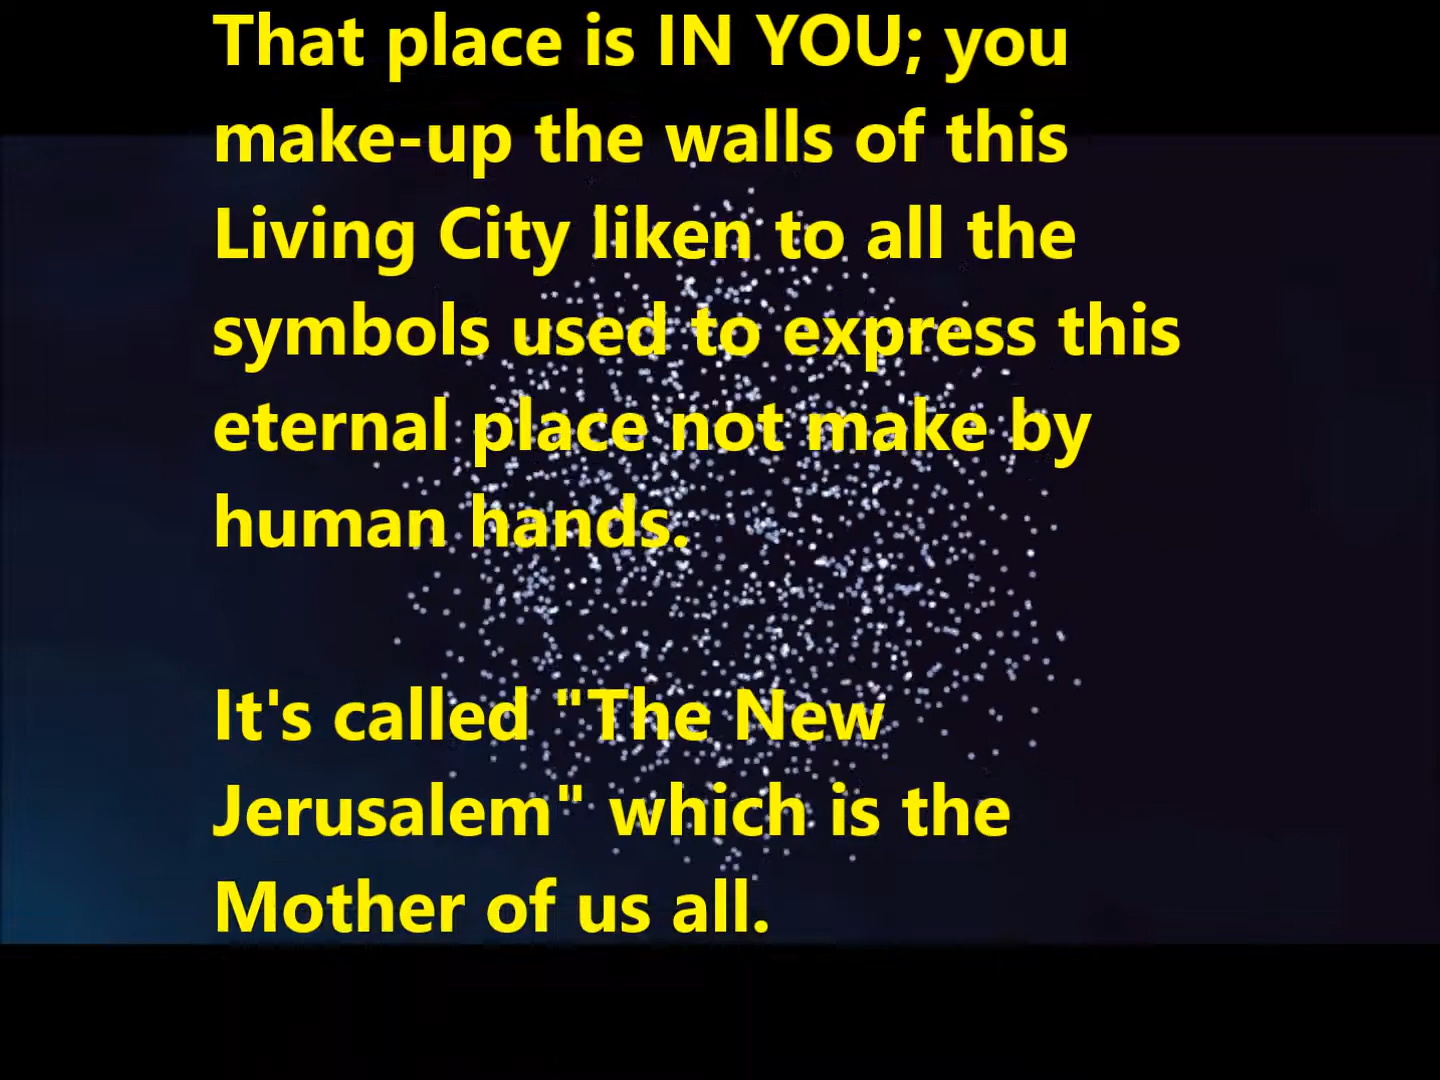 That place is IN YOU; you
make-up the walls of this
Living City liken to all the
symbols used to express this
eternal place not make by
human hands.
It's called "The New
Jerusalem" which is the
Mother of us all.